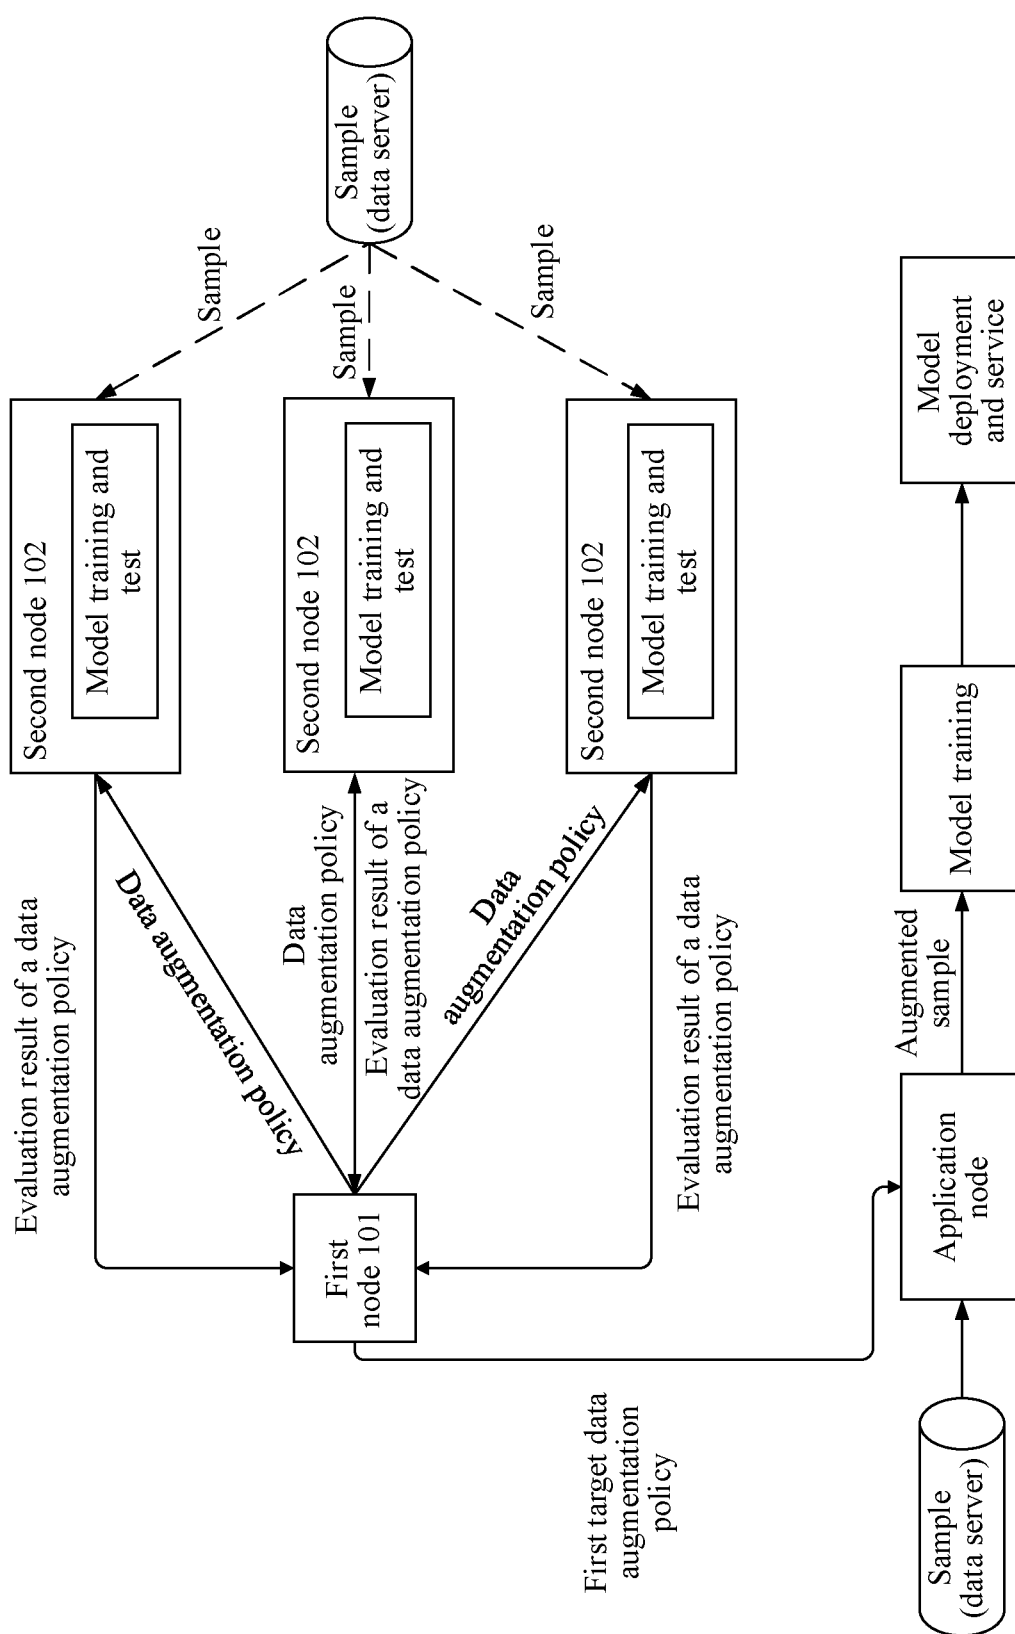 Evaluation result of a data
augmentation policy
Second node 102
Model training and
test
Sample
Data augmentation policy
First
node 101
Data
augmentation policy
Evaluation result of a
data augmentation policy
Second node 102
Model training and
test
Sample
Sample
(data server)
Data
augmentation policy
Second node 102
Model training and
test
Sample
Evaluation result of a data
augmentation policy
First target data
augmentation
policy
Sample
(data server)
Application
node
Augmented
sample
Model training
Model
deployment
and service